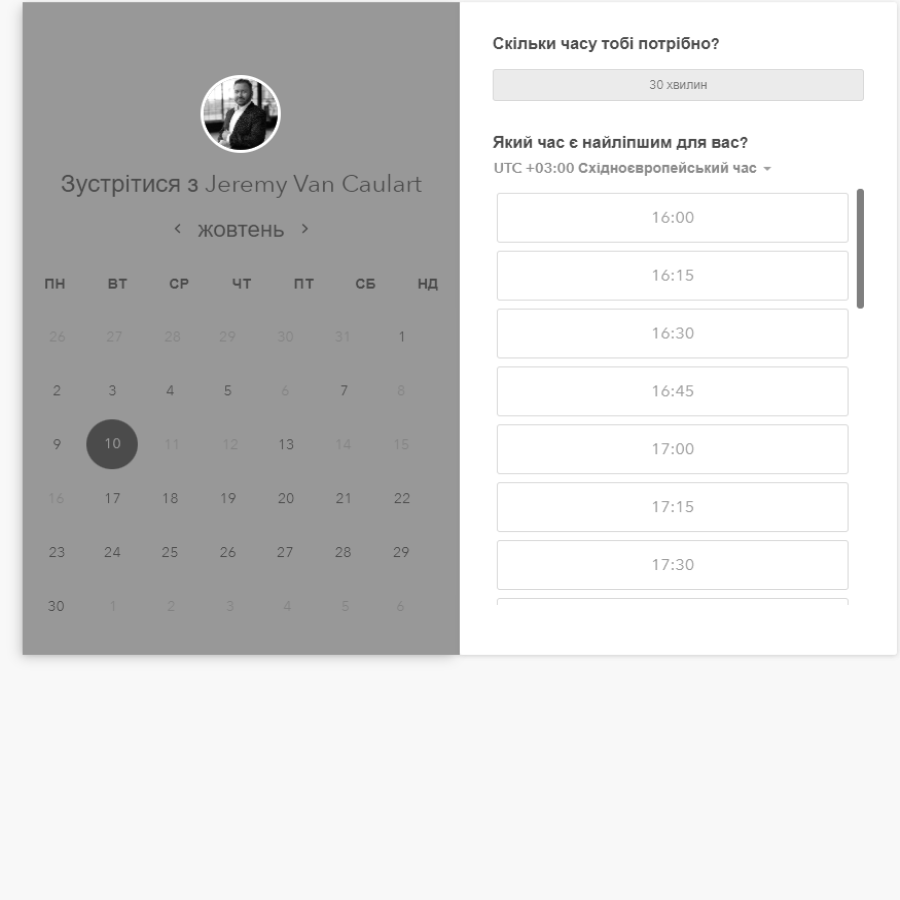 Зустрітися з Jeremy Van Caulart
жовтень
ПН ВТ СР ЧТ ПТ СБ НД
26 27 28 29 30 31 1
2 3 4 5 6 7 8
9 10 11 12 13 14 15
16 17 18 19 20 21 22
23 24 25 26 27 28 29
30 1 2 3 4 5 6
Скільки часу тобі потрібно?
30 хвилин
Який час є найліпшим для вас?
UTC +03:00 Східноєвропейський час
16:00
16:15
16:30
16:45
17:00
17:15
17:30